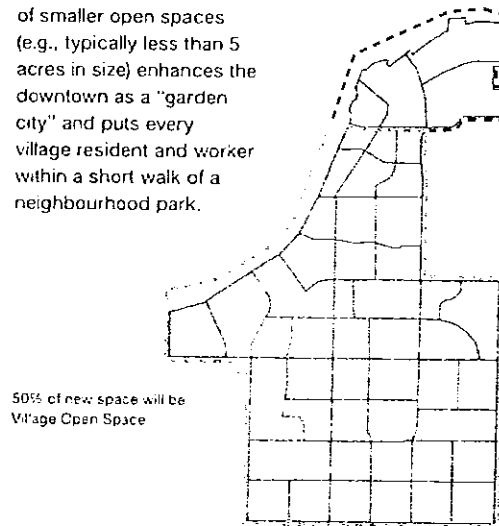 of smaller open spaces
(e.g., typically less than 5
acres in size) enhances the
downtown as a "garden
city" and puts every
village resident and worker
within a short walk of a
neighbourhood park.
50% of new space will be
Village Open Space